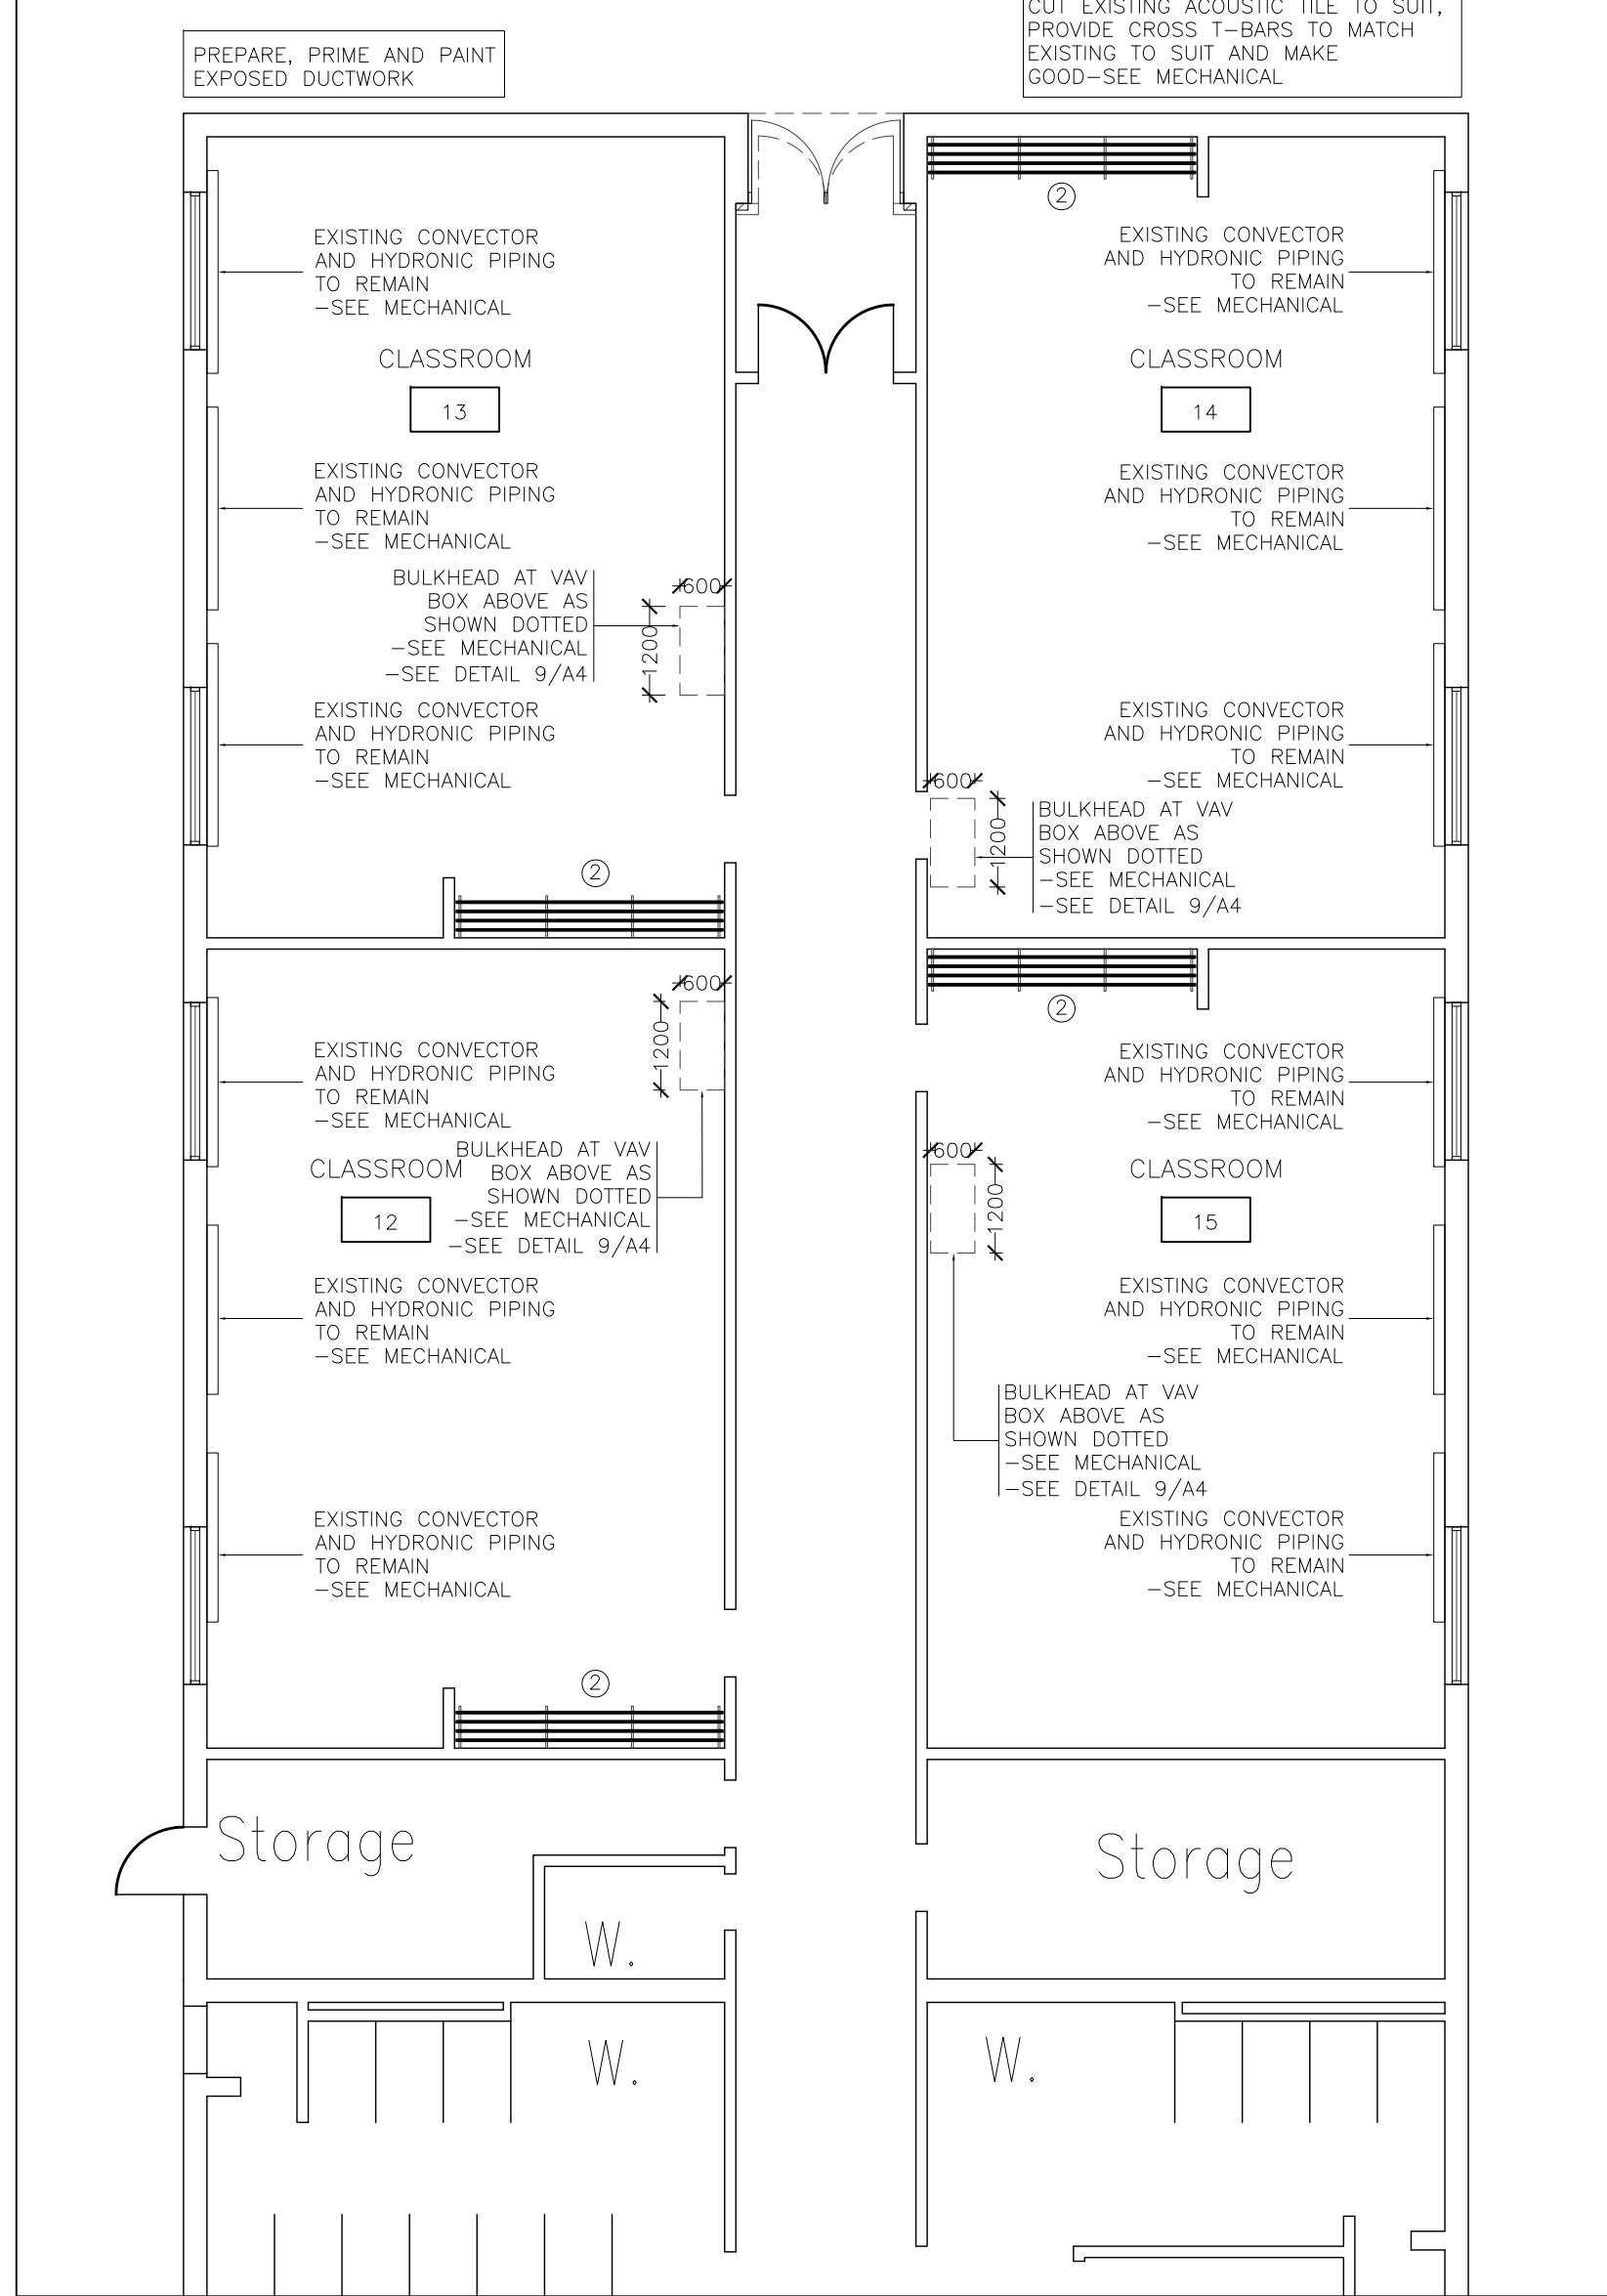 PREPARE, PRIME AND PAINT
EXPOSED DUCTWORK
CUT EXISTING ACOUSTIC TILE TO SUIT,
PROVIDE CROSS T-BARS TO MATCH
EXISTING TO SUIT AND MAKE
GOOD-SEE MECHANICAL
2
EXISTING CONVECTOR
AND HYDRONIC PIPING
TO REMAIN
-SEE MECHANICAL
CLASSROOM
13
EXISTING CONVECTOR
AND HYDRONIC PIPING
TO REMAIN
-SEE MECHANICAL
BULKHEAD AT VAV
BOX ABOVE AS
SHOWN DOTTED
-SEE MECHANICAL
-SEE DETAIL 9/A4
600
1200
EXISTING CONVECTOR
AND HYDRONIC PIPING
TO REMAIN
-SEE MECHANICAL
2
EXISTING CONVECTOR
AND HYDRONIC PIPING
TO REMAIN
-SEE MECHANICAL
CLASSROOM
14
EXISTING CONVECTOR
AND HYDRONIC PIPING
TO REMAIN
-SEE MECHANICAL
EXISTING CONVECTOR
AND HYDRONIC PIPING
TO REMAIN
-SEE MECHANICAL
600
1200
BULKHEAD AT VAV
BOX ABOVE AS
SHOWN DOTTED
-SEE MECHANICAL
-SEE DETAIL 9/A4
600
1200
EXISTING CONVECTOR
AND HYDRONIC PIPING
TO REMAIN
-SEE MECHANICAL
BULKHEAD AT VAV
BOX ABOVE AS
SHOWN DOTTED
-SEE MECHANICAL
-SEE DETAIL 9/A4
CLASSROOM
12
EXISTING CONVECTOR
AND HYDRONIC PIPING
TO REMAIN
-SEE MECHANICAL
EXISTING CONVECTOR
AND HYDRONIC PIPING
TO REMAIN
-SEE MECHANICAL
2
2
EXISTING CONVECTOR
AND HYDRONIC PIPING
TO REMAIN
-SEE MECHANICAL
600
1200
CLASSROOM
15
EXISTING CONVECTOR
AND HYDRONIC PIPING
TO REMAIN
-SEE MECHANICAL
BULKHEAD AT VAV
BOX ABOVE AS
SHOWN DOTTED
-SEE MECHANICAL
-SEE DETAIL 9/A4
EXISTING CONVECTOR
AND HYDRONIC PIPING
TO REMAIN
-SEE MECHANICAL
Storage
Storage
W.
W.
W.